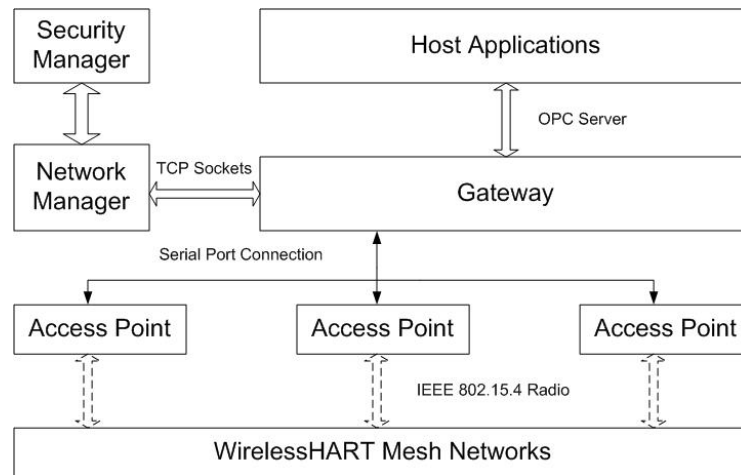 Security
Manager
Host Applications
OPC Server
Network
Manager
TCP Sockets
Gateway
Serial Port Connection
Access Point
Access Point
Access Point
IEEE 802.15.4 Radio
WirelessHART Mesh Networks